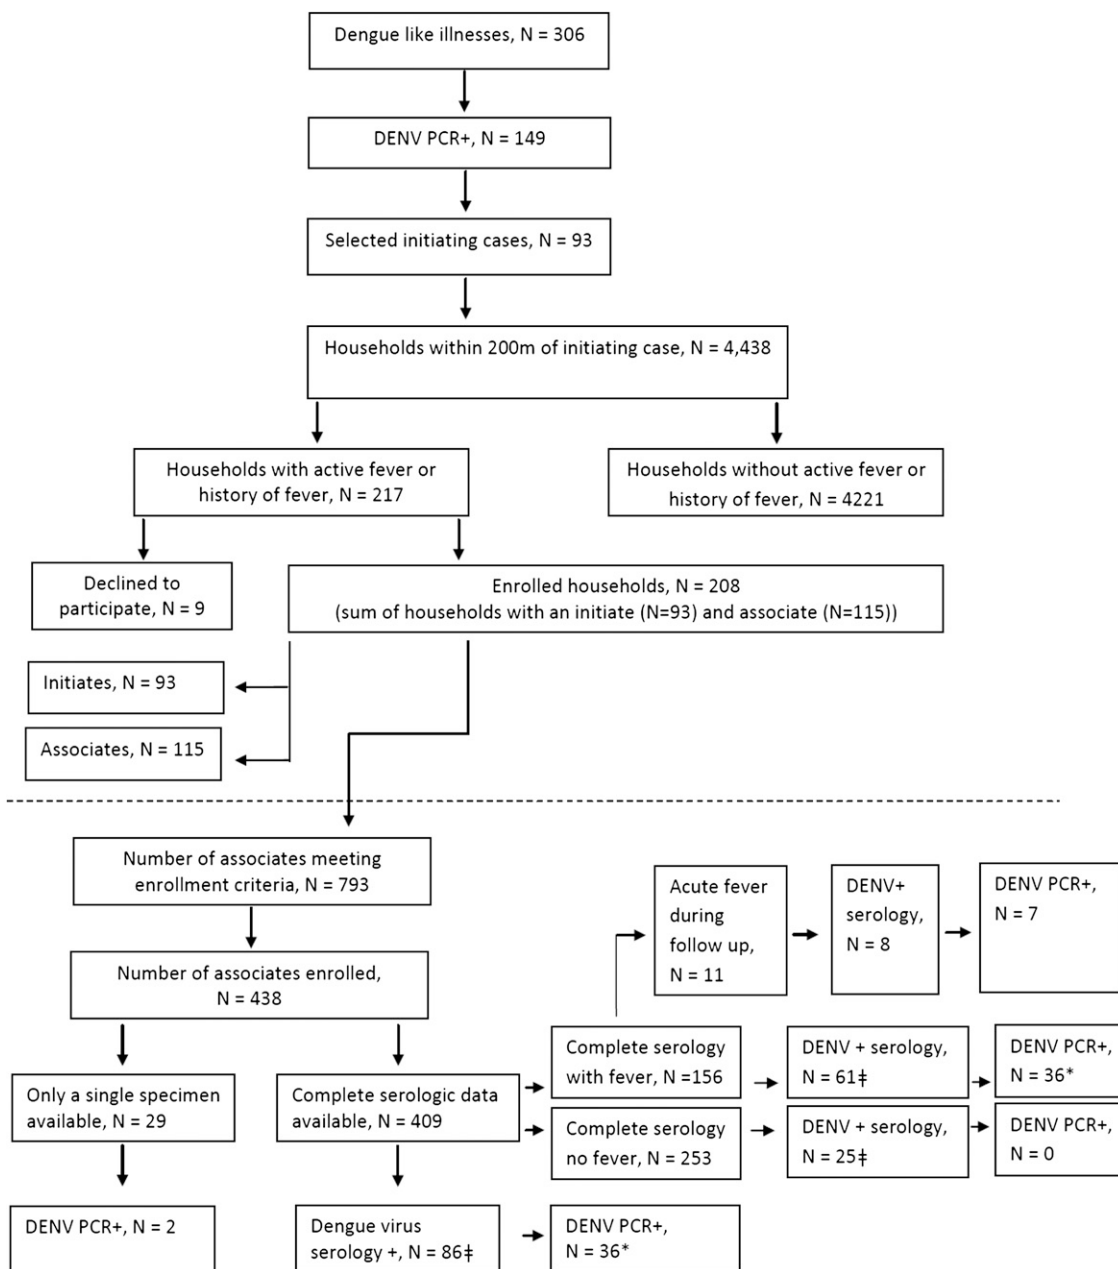 Dengue like illnesses, N = 306
DENV PCR+, N = 149
Selected initiating cases, N = 93
Households within 200m of initiating case, N = 4,438
Households with active fever or
history of fever, N = 217
Households without active fever or
history of fever, N = 4221
Declined to
participate, N = 9
Enrolled households, N = 208
(sum of households with an initiate (N=93) and associate (N=115))
Initiates, N = 93
Associates, N = 115
Number of associates meeting
enrollment criteria, N = 793
Acute fever
during
follow up,
N = 11
DENV+
serology,
N = 8
DENV PCR+,
N = 7
Number of associates enrolled,
N = 438
Only a single specimen
available, N = 29
Complete serologic data
available, N = 409
Complete serology
with fever, N =156
DENV + serology,
N = 61‡
DENV PCR+,
N = 36*
Complete serology
no fever, N = 253
DENV + serology,
N = 25‡
DENV PCR+,
N = 0
DENV PCR+, N = 2
Dengue virus
serology +, N = 86‡
DENV PCR+,
N = 36*